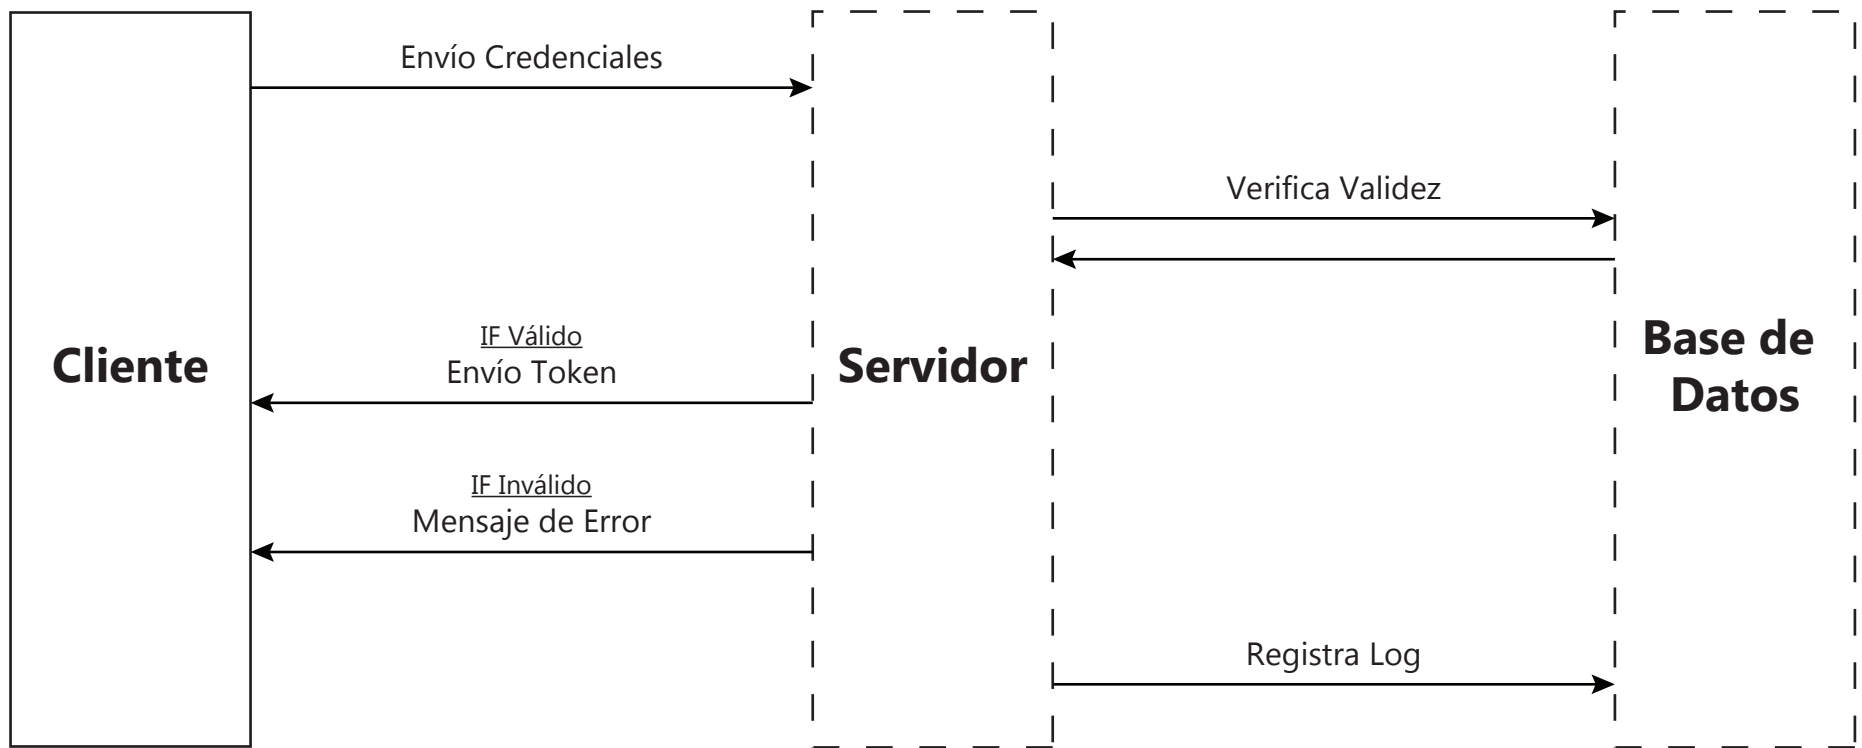 Envío Credenciales
Verifica Validez
IF Válido
Envío Token
Cliente
Servidor
Base de
Datos
IF Inválido
Mensaje de Error
Registra Log